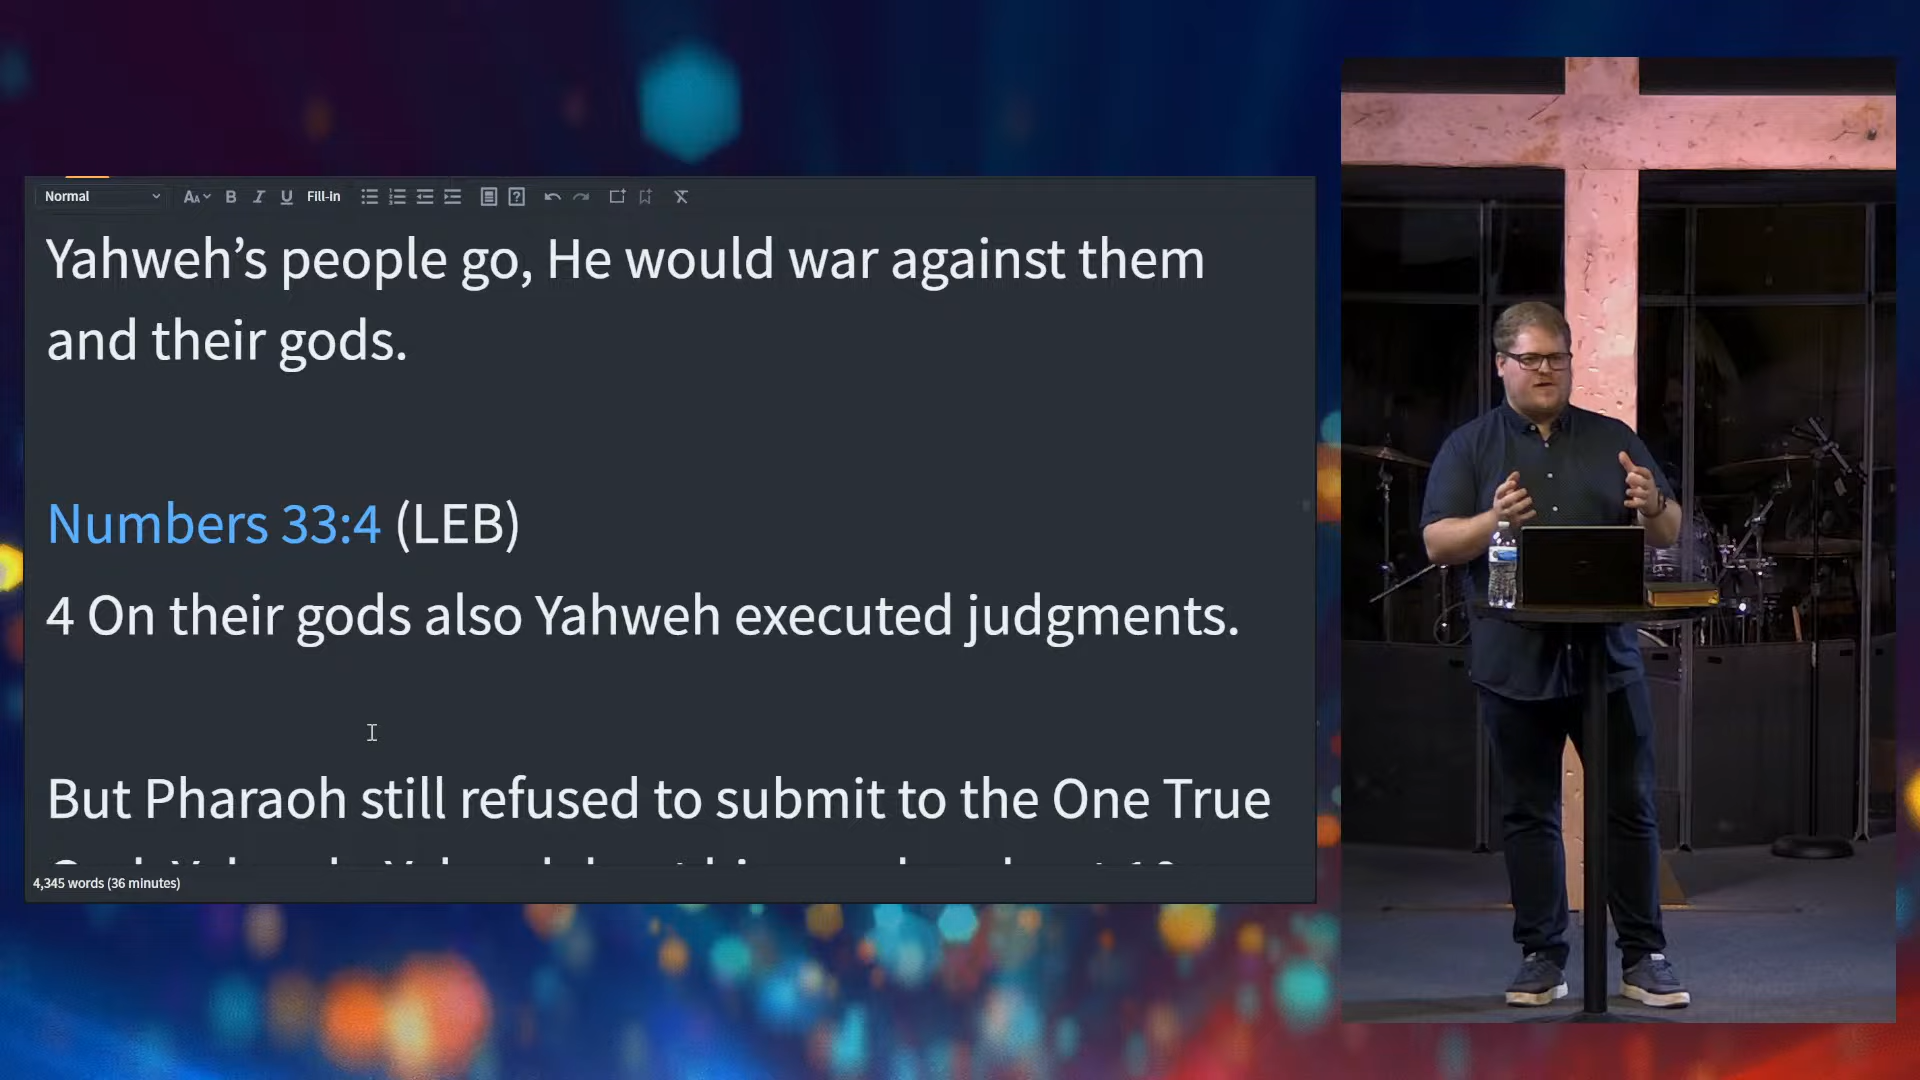 Normal
Fill-in
Yahweh’s people go, He would war against them
and their gods.
Numbers 33:4 (LEB)
4 On their gods also Yahweh executed judgments.
But Pharaoh still refused to submit to the One True
4,345 words (36 minutes)